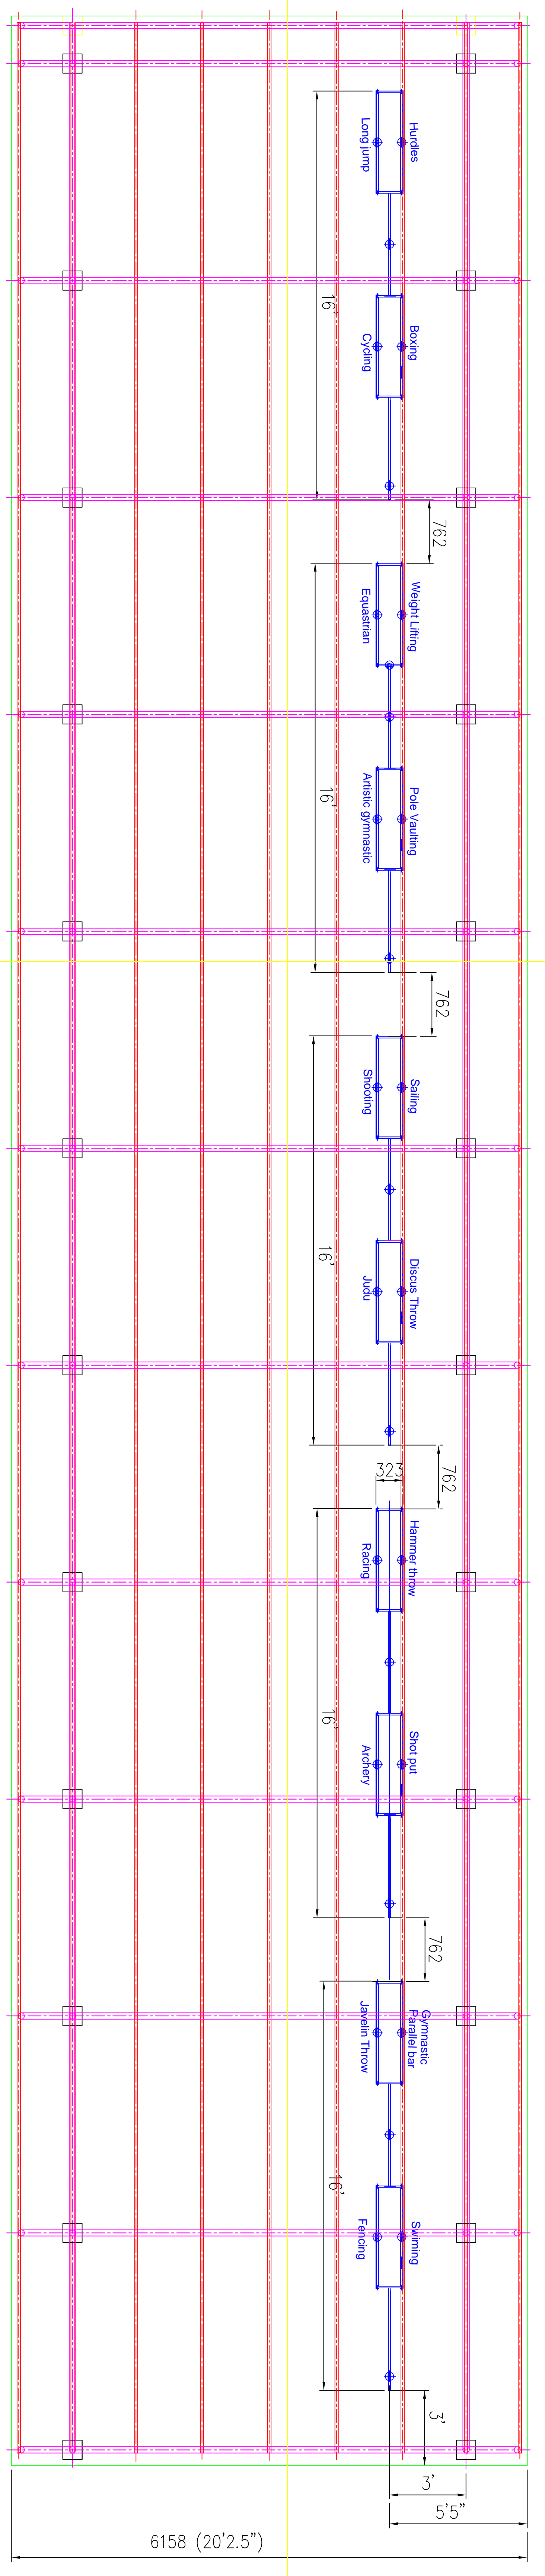 Hurdles
Long jump
16'
Boxing
Cycling
762
Weight Lifting
Equastrian
16'
Pole Vaulting
Artistic gymnastic
762
Sailing
Shooting
16'
Discus Throw
Judu
762
323
Hammer throw
Racing
16'
Shot put
Archery
762
Gymnastic
Parallel bar
Javelin Throw
16'
Swiming
Fencing
3'
3'
5'5"
6158 (20'2.5")